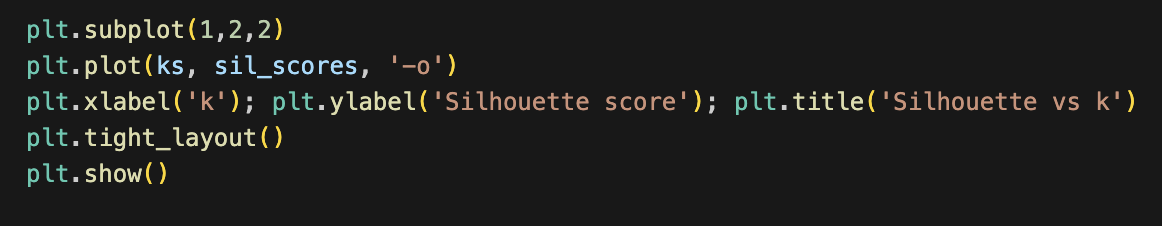 plt.subplot(1,2,2)
plt.plot(ks, sil_scores, '-o')
plt.xlabel('k'); plt.ylabel('Silhouette score'); plt.title('Silhouette vs k')
plt.tight_layout()
plt.show()